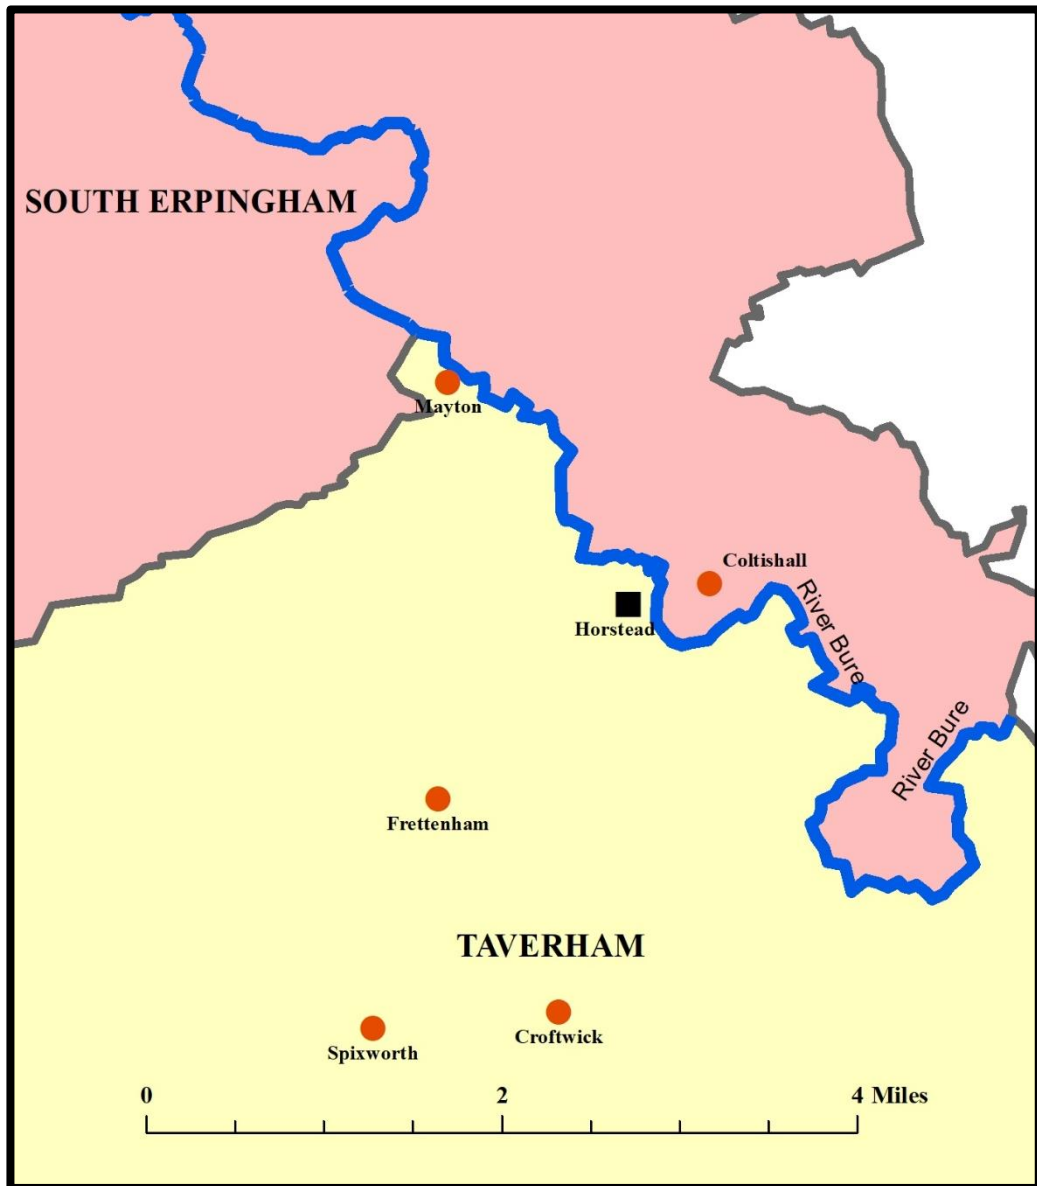 SOUTH ERPINGHAM
Mayton
Coltishall
River Bure
Horstead
River Bure
Frettenham
TAVERHAM
Croftwick
Spixworth
0 2 4 Miles